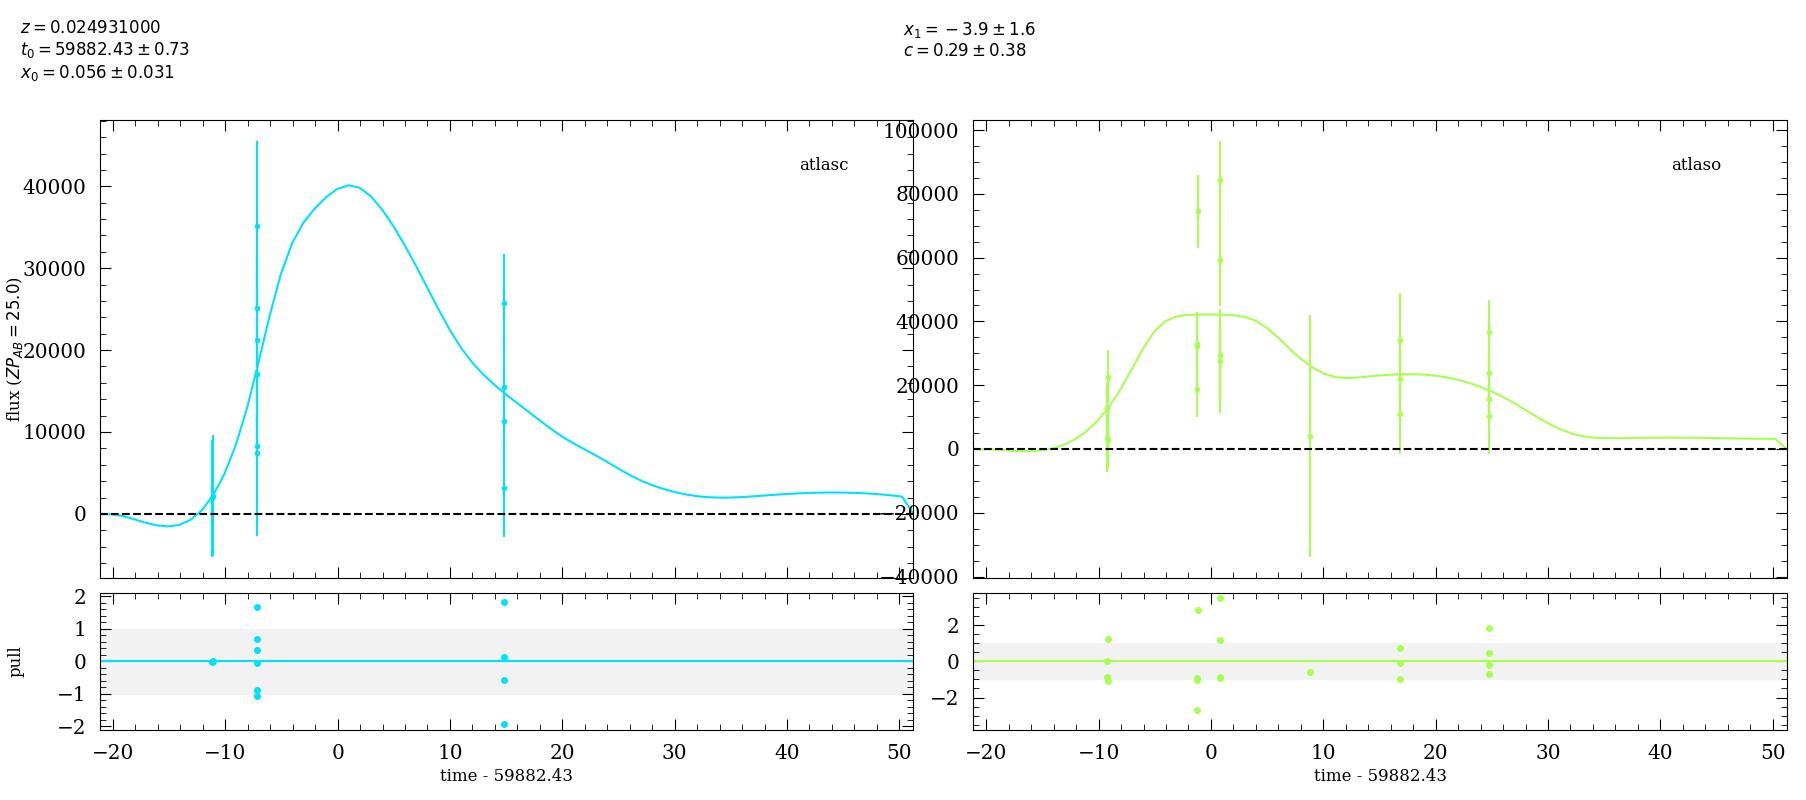 z = 0.024931000
t₀ = 59882.43 ± 0.73
x₀ = 0.056 ± 0.031
x₁ = −3.9 ± 1.6
c = 0.29 ± 0.38
atlasc
40000
30000
20000
10000
0
flux (ZP_AB = 25.0)
atlaso
100000
80000
60000
40000
20000
0
−20000
−40000
2
1
0
−1
−2
pull
−20 −10 0 10 20 30 40 50
time - 59882.43
2
0
−2
−20 −10 0 10 20 30 40 50
time - 59882.43